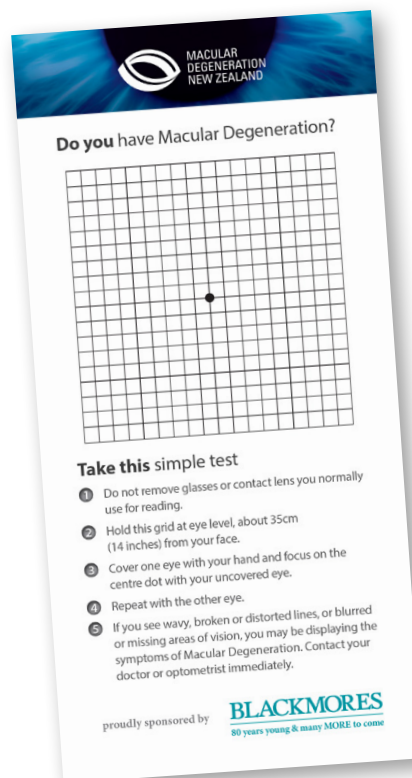 MACULAR
DEGENERATION
NEW ZEALAND
Do you have Macular Degeneration?
Take this simple test
1 Do not remove glasses or contact lens you normally
use for reading.
2 Hold this grid at eye level, about 35cm
(14 inches) from your face.
3 Cover one eye with your hand and focus on the
centre dot with your uncovered eye.
4 Repeat with the other eye.
5 If you see wavy, broken or distorted lines, or blurred
or missing areas of vision, you may be displaying the
symptoms of Macular Degeneration. Contact your
doctor or optometrist immediately.
proudly sponsored by BLACKMORES
80 years young & many MORE to come